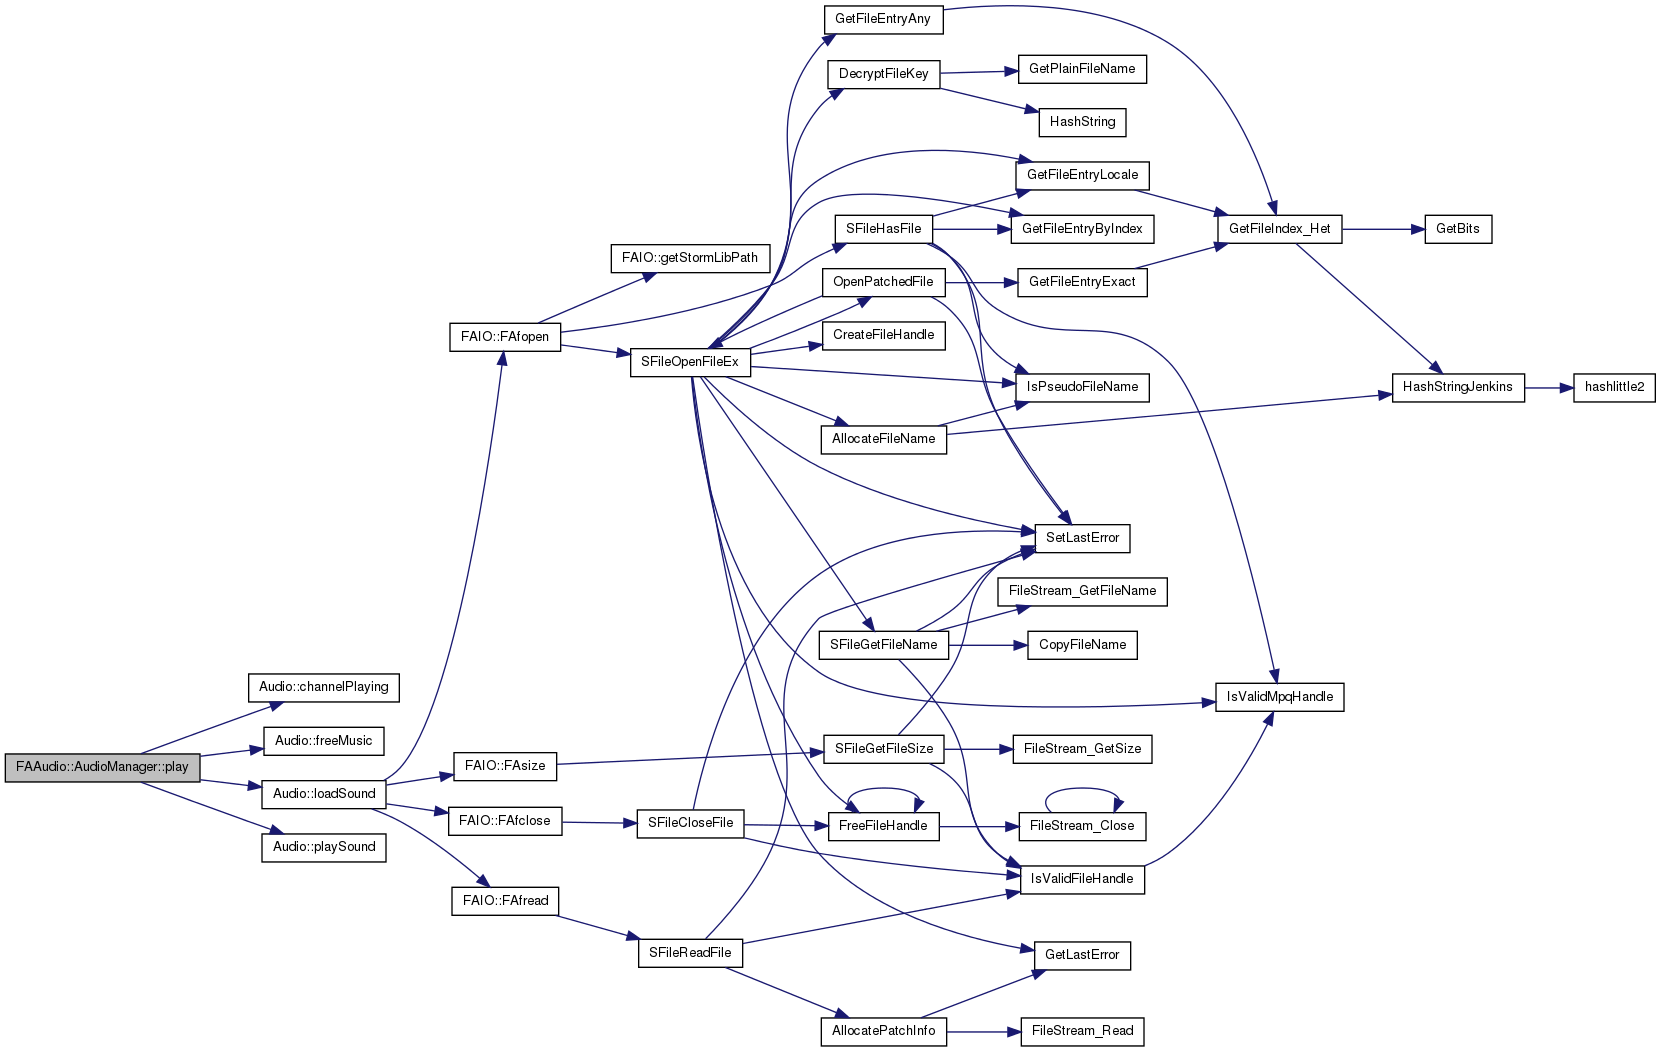 GetFileEntryAny
DecryptFileKey
GetPlainFileName
HashString
GetFileEntryLocale
SFileHasFile
GetFileEntryByIndex
GetFileIndex_Het
GetBits
FAIO::getStormLibPath
OpenPatchedFile
GetFileEntryExact
FAIO::FAfopen
CreateFileHandle
SFileOpenFileEx
IsPseudoFileName
HashStringJenkins
hashlittle2
AllocateFileName
SetLastError
FileStream_GetFileName
SFileGetFileName
CopyFileName
Audio::channelPlaying
IsValidMpqHandle
Audio::freeMusic
SFileGetFileSize
FileStream_GetSize
FAAudio::AudioManager::play
FAIO::FAsize
Audio::loadSound
FAIO::FAfclose
SFileCloseFile
FreeFileHandle
FileStream_Close
Audio::playSound
IsValidFileHandle
FAIO::FAfread
SFileReadFile
GetLastError
AllocatePatchInfo
FileStream_Read